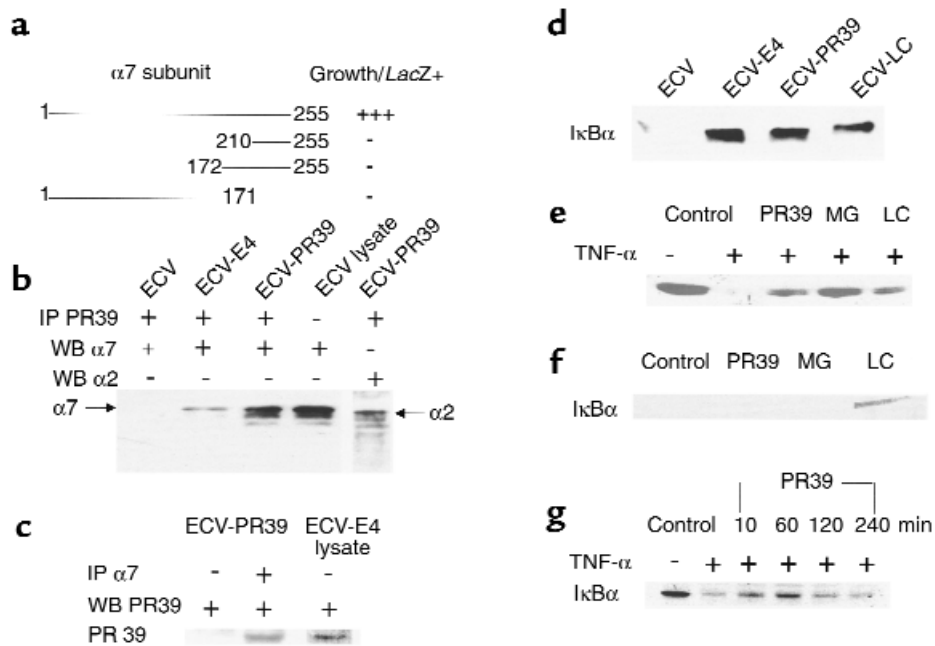 a
α7 subunit Growth/LacZ+
1 255 +++
210 255 -
172 255 -
1 171 -
b
ECV ECV-E4 ECV-PR39 ECV lysate ECV-PR39
IP PR39 + + + - +
WB α7 + + + + -
WB α2 - - - - +
α7 α2
c
ECV-PR39 ECV-E4
lysate
IP α7 - + -
WB PR39 + + +
PR 39
d
ECV ECV-E4 ECV-PR39 ECV-LC
IκBα
e
Control PR39 MG LC
TNF-α - + + + +
f
Control PR39 MG LC
IκBα
g
PR39
Control 10 60 120 240 min
TNF-α - + + + + +
IκBα